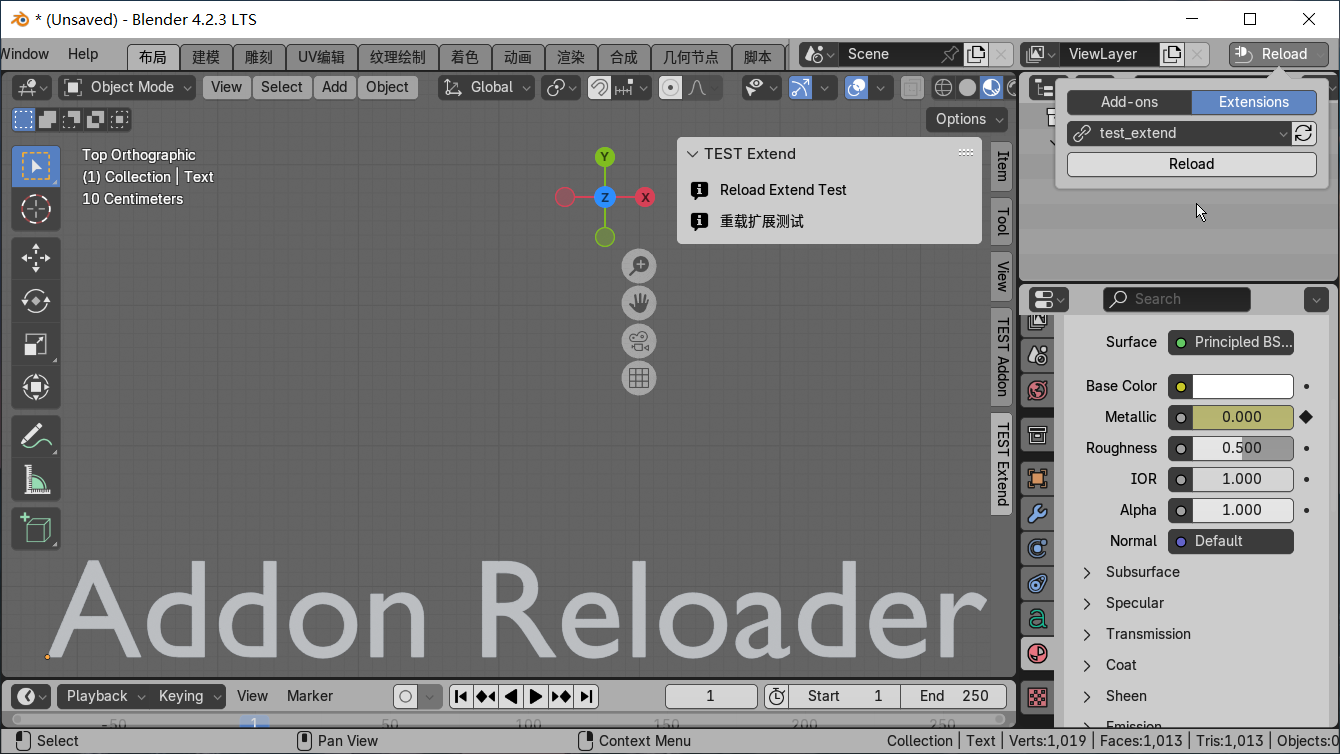 * (Unsaved) - Blender 4.2.3 LTS
Window Help 布局 建模 雕刻 UV编辑 纹理绘制 着色 动画 渲染 合成 几何节点 脚本 Scene ViewLayer Reload
Object Mode View Select Add Object Global
Options
Add-ons Extensions
test_extend
Reload
Top Orthographic
(1) Collection | Text
10 Centimeters
Y
Z
X
TEST Extend
Reload Extend Test
重载扩展测试
Item
Tool
View
TEST Addon
TEST Extend
Search
Surface Principled BS...
Base Color
Metallic 0.000
Roughness 0.500
IOR 1.000
Alpha 1.000
Normal Default
Subsurface
Specular
Transmission
Coat
Sheen
Emission
Addon Reloader
Playback Keying View Marker 1 Start 1 End 250
-50 1 50 100 150 200 250
Select Pan View Context Menu Collection | Text | Verts:1,019 | Faces:1,013 | Tris:1,013 | Objects:0